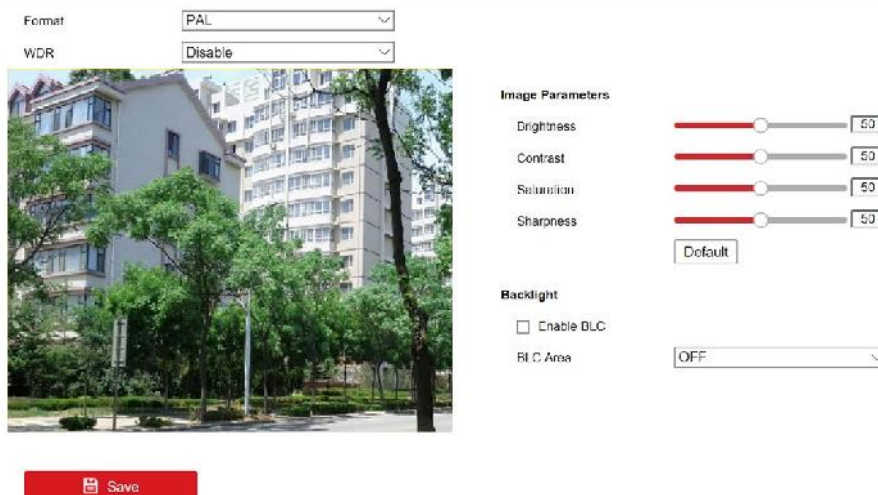 Format PAL
WDR Disable
Image Parameters
Brightness 50
Contrast 50
Saturation 50
Sharpness 50
Default
Backlight
Enable BLC
BLC Area OFF
Save